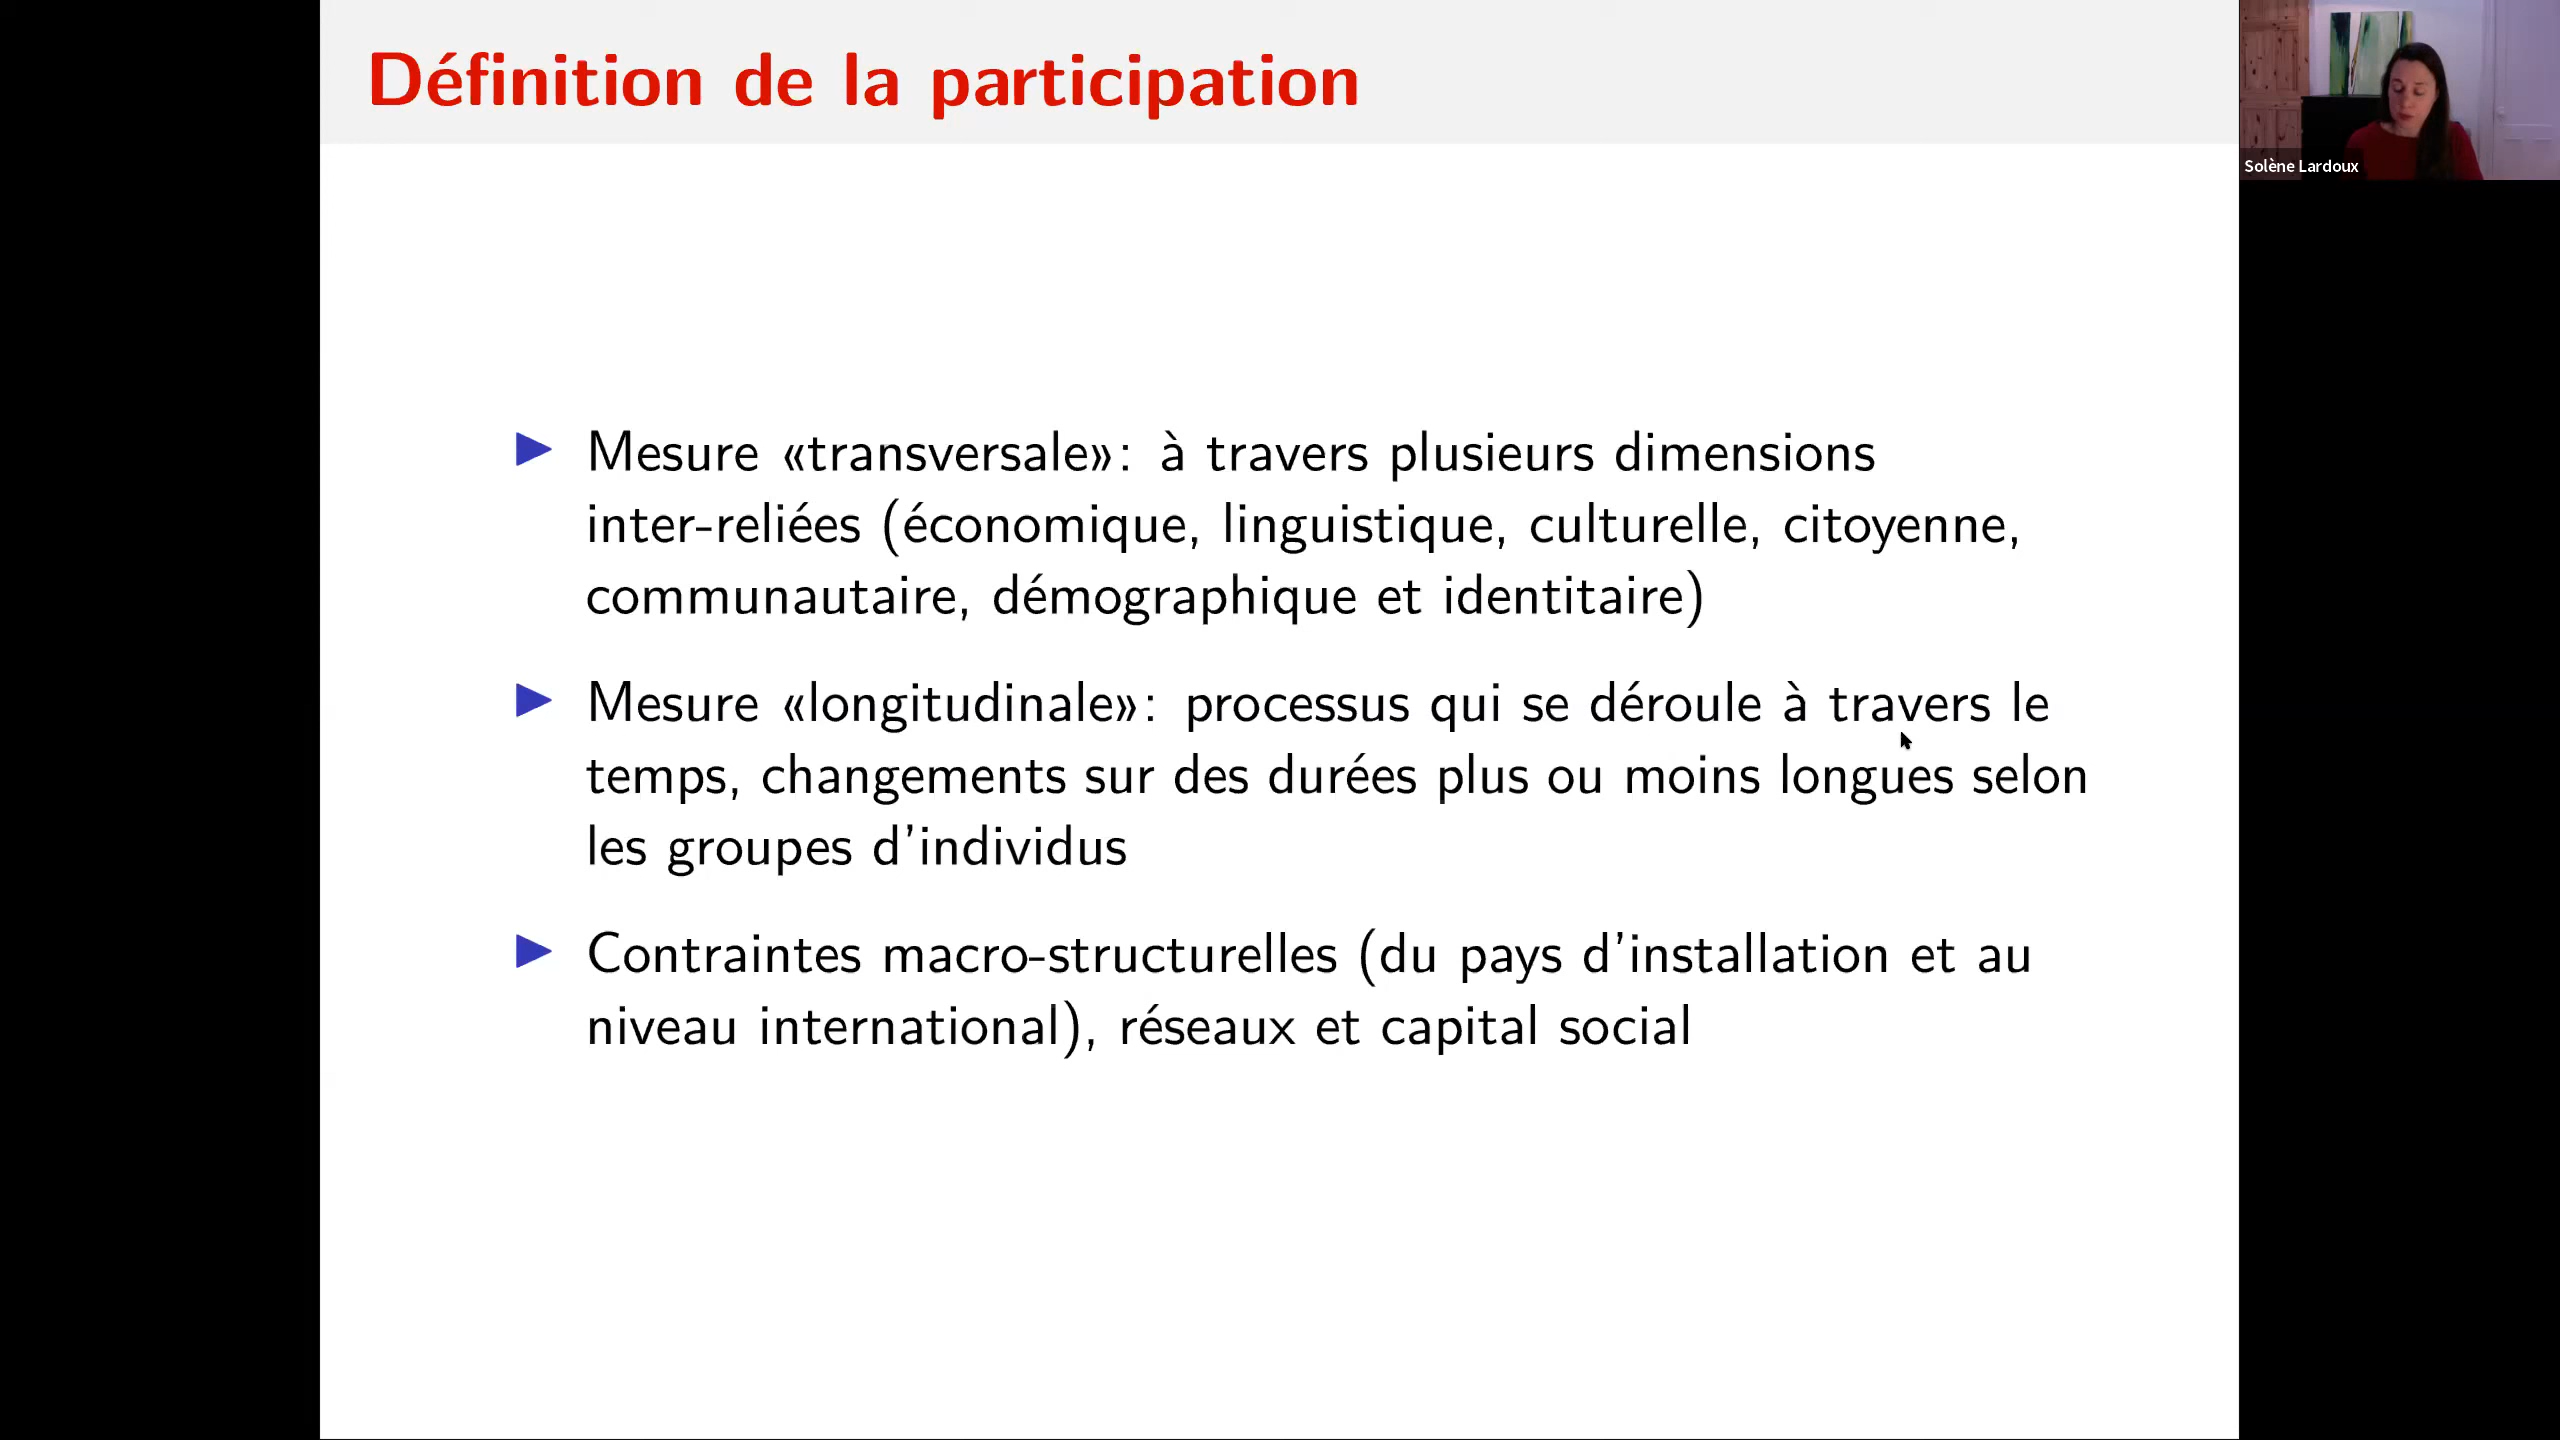 Définition de la participation
Solène Lardoux
Mesure «transversale»: à travers plusieurs dimensions
inter-reliées (économique, linguistique, culturelle, citoyenne,
communautaire, démographique et identitaire)
Mesure «longitudinale»: processus qui se déroule à travers le
temps, changements sur des durées plus ou moins longues selon
les groupes d'individus
Contraintes macro-structurelles (du pays d'installation et au
niveau international), réseaux et capital social